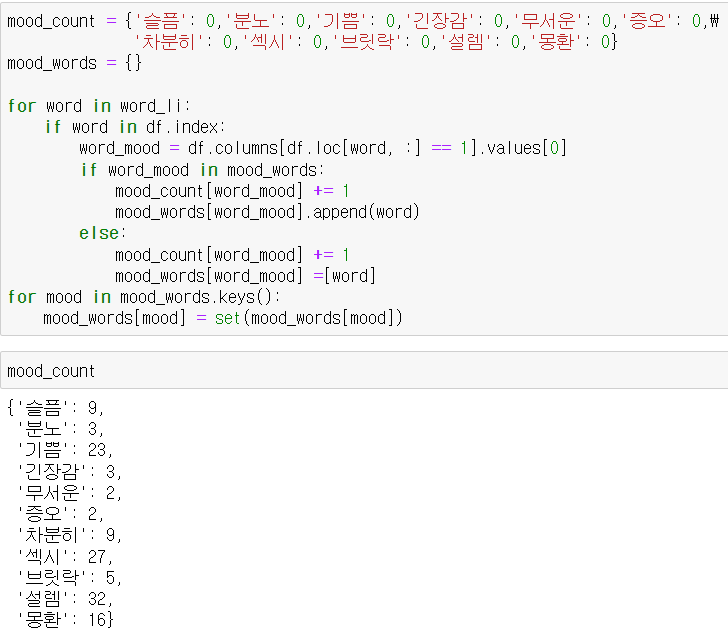 mood_count = {'슬픔': 0,'분노': 0,'기쁨': 0,'긴장감': 0,'무서운': 0,'증오': 0,₩
'차분히': 0,'섹시': 0,'브릿락': 0,'설렘': 0,'몽환': 0}
mood_words = {}
for word in word_li:
if word in df.index:
word_mood = df.columns[df.loc[word, :] == 1].values[0]
if word_mood in mood_words:
mood_count[word_mood] += 1
mood_words[word_mood].append(word)
else:
mood_count[word_mood] += 1
mood_words[word_mood] =[word]
for mood in mood_words.keys():
mood_words[mood] = set(mood_words[mood])
mood_count
{'슬픔': 9,
'분노': 3,
'기쁨': 23,
'긴장감': 3,
'무서운': 2,
'증오': 2,
'차분히': 9,
'섹시': 27,
'브릿락': 5,
'설렘': 32,
'몽환': 16}